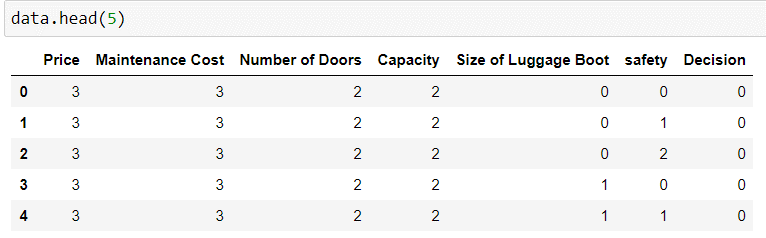 data.head(5)
Price Maintenance Cost Number of Doors Capacity Size of Luggage Boot safety Decision
0 3 3 2 2 0 0 0
1 3 3 2 2 0 1 0
2 3 3 2 2 0 2 0
3 3 3 2 2 1 0 0
4 3 3 2 2 1 1 0